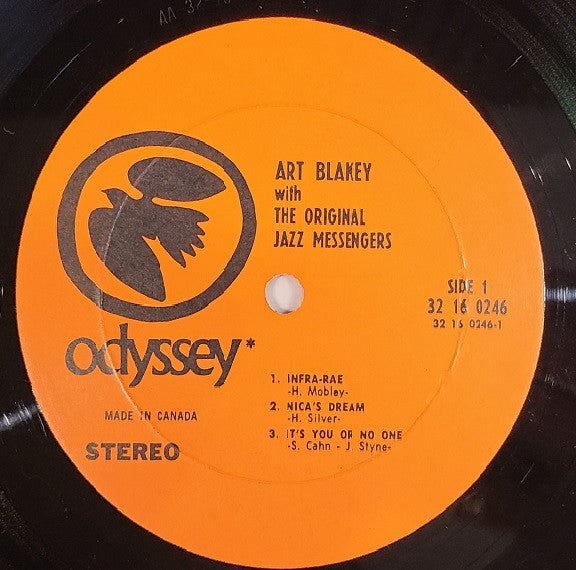 ART BLAKEY
with
THE ORIGINAL
JAZZ MESSENGERS
SIDE 1
32 16 0246
32 16 0246-1
odyssey*
MADE IN CANADA
STEREO
1. INFRA-RAE
-H. Mobley-
2. NICA'S DREAM
-H. Silver-
3. IT'S YOU OR NO ONE
-S. Cahn - J. Styne-